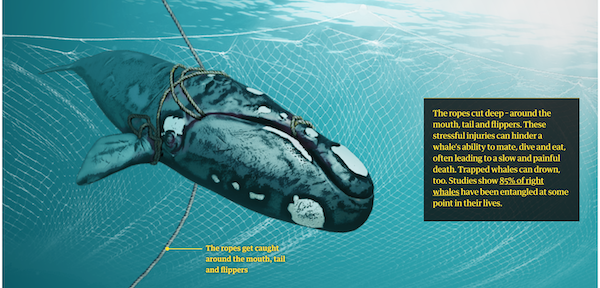 The ropes cut deep – around the
mouth, tail and flippers. These
stressful injuries can hinder a
whale's ability to mate, dive and eat,
often leading to a slow and painful
death. Trapped whales can drown,
too. Studies show 85% of right
whales have been entangled at some
point in their lives.
The ropes get caught
around the mouth, tail
and flippers